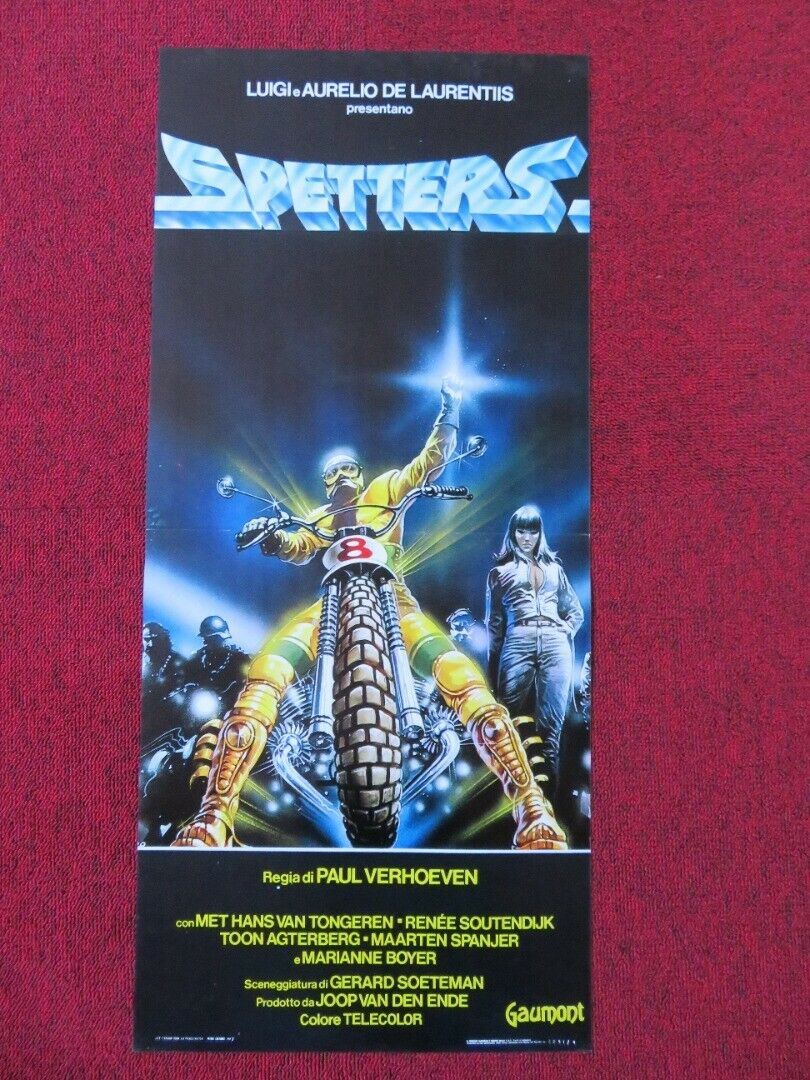 LUIGI e AURELIO DE LAURENTIIS
presentano
SPETTERS.
8
Regia di PAUL VERHOEVEN
con MET HANS VAN TONGEREN • RENÉE SOUTENDIJK
TOON AGTERBERG • MAARTEN SPANJER
e MARIANNE BOYER
Sceneggiatura di GERARD SOETEMAN
Prodotto da JOOP VAN DEN ENDE
Colore TELECOLOR
Gaumont